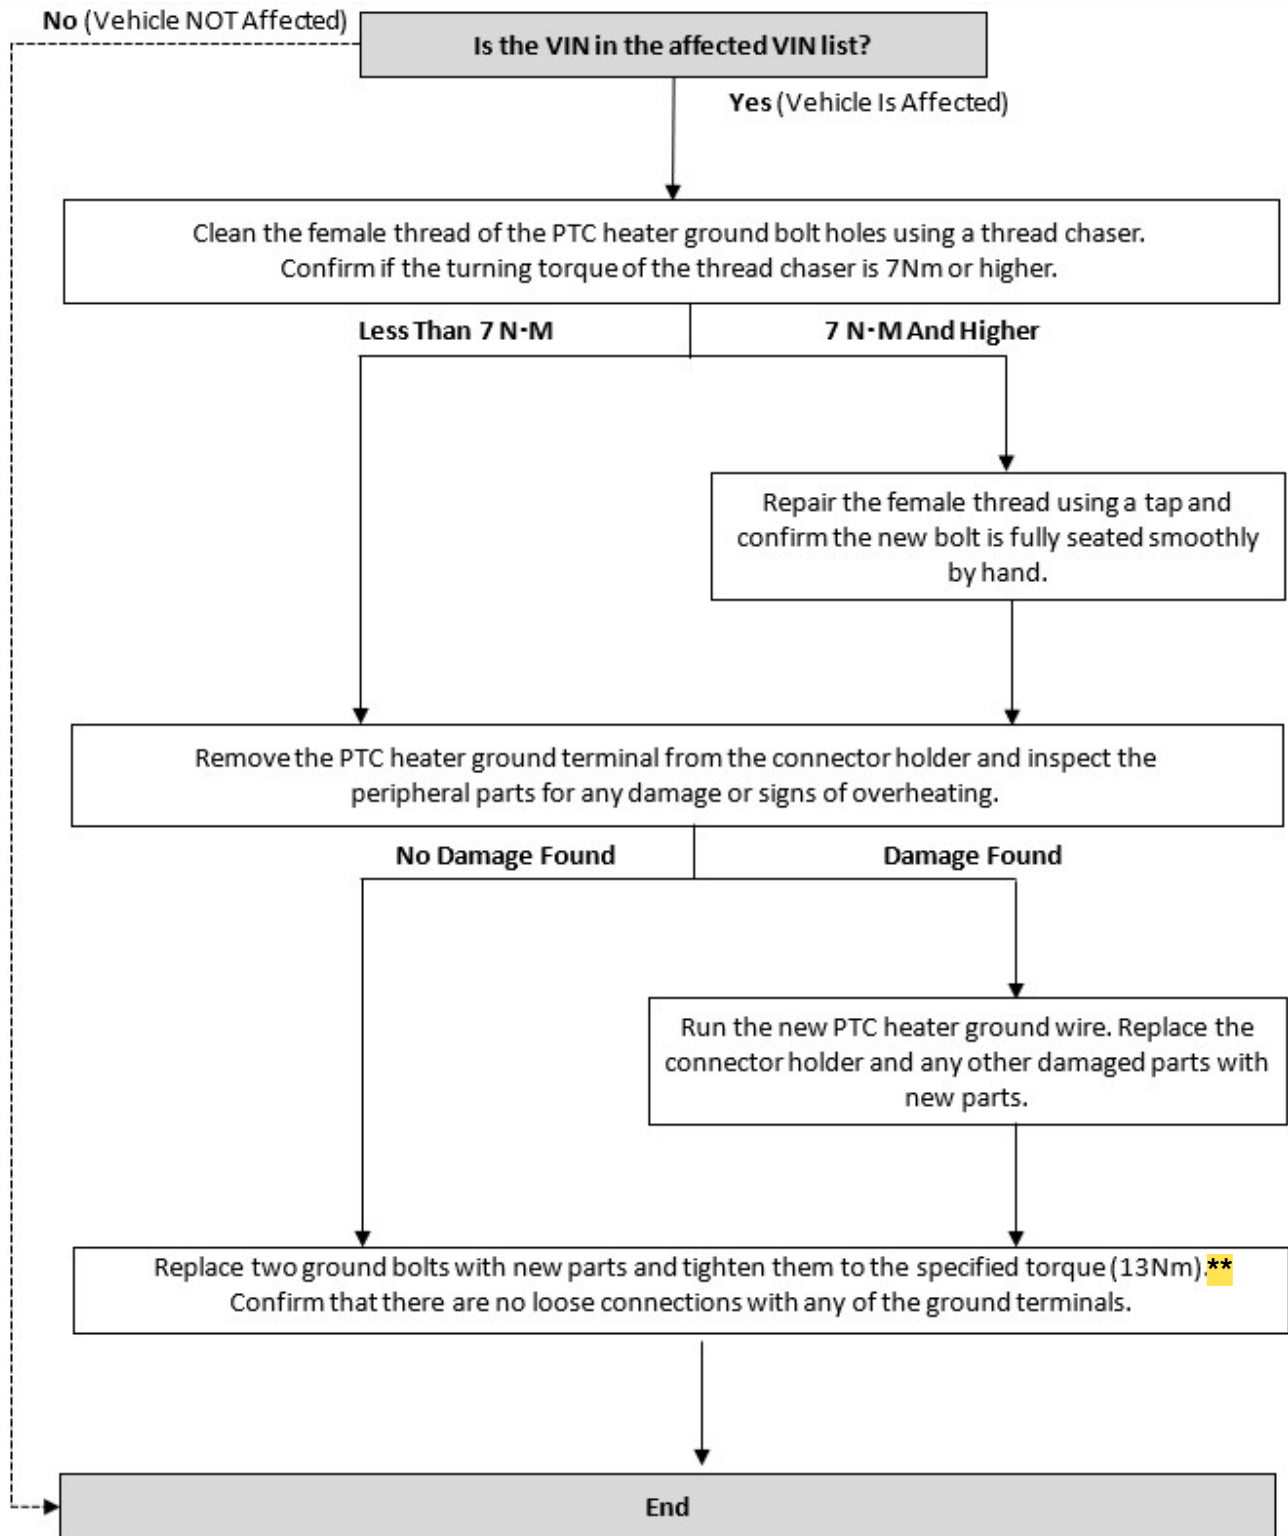 No (Vehicle NOT Affected)
Is the VIN in the affected VIN list?
Yes (Vehicle Is Affected)
Clean the female thread of the PTC heater ground bolt holes using a thread chaser.
Confirm if the turning torque of the thread chaser is 7Nm or higher.
Less Than 7 N·M
7 N·M And Higher
Repair the female thread using a tap and
confirm the new bolt is fully seated smoothly
by hand.
Remove the PTC heater ground terminal from the connector holder and inspect the
peripheral parts for any damage or signs of overheating.
No Damage Found
Damage Found
Run the new PTC heater ground wire. Replace the
connector holder and any other damaged parts with
new parts.
Replace two ground bolts with new parts and tighten them to the specified torque (13Nm).**
Confirm that there are no loose connections with any of the ground terminals.
End